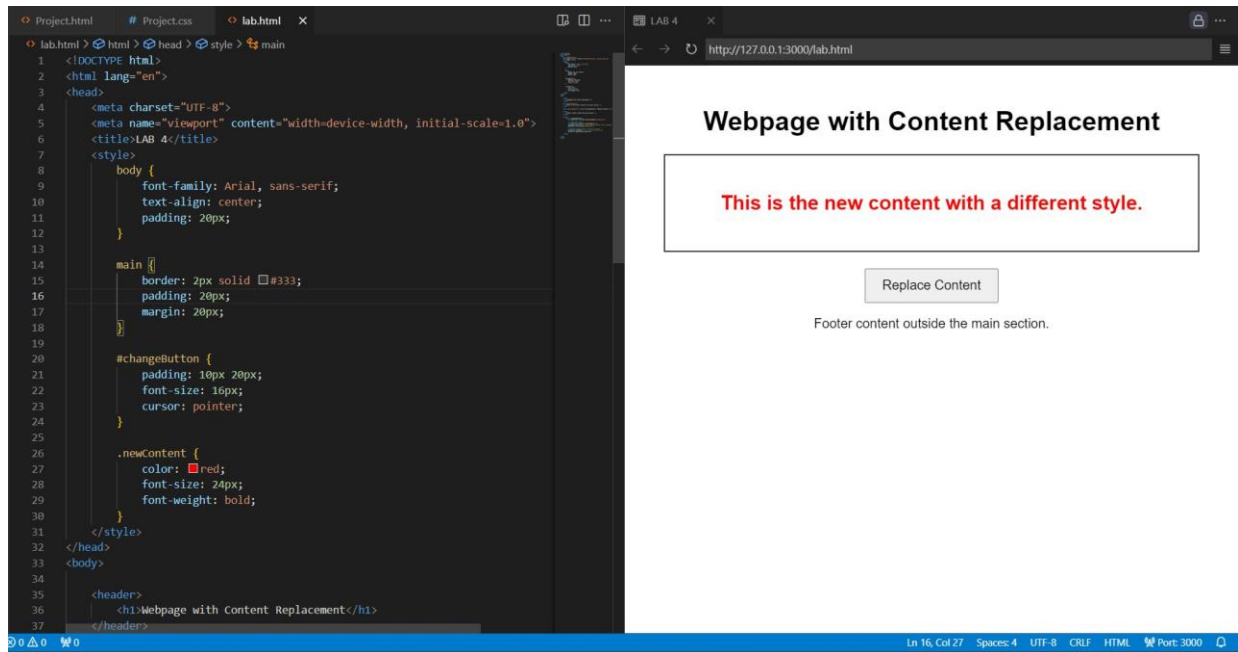 Project.html # Project.css lab.html
lab.html > html > head > style > main
1 <!DOCTYPE html>
2 <html lang="en">
3 <head>
4 <meta charset="UTF-8">
5 <meta name="viewport" content="width=device-width, initial-scale=1.0">
6 <title>LAB 4</title>
7 <style>
8 body {
9 font-family: Arial, sans-serif;
10 text-align: center;
11 padding: 20px;
12 }
13
14 main {
15 border: 2px solid #333;
16 padding: 20px;
17 margin: 20px;
18 }
19
20 #changeButton {
21 padding: 10px 20px;
22 font-size: 16px;
23 cursor: pointer;
24 }
25
26 .newContent {
27 color: red;
28 font-size: 24px;
29 font-weight: bold;
30 }
31 </style>
32 </head>
33 <body>
34
35 <header>
36 <h1>Webpage with Content Replacement</h1>
37 </header>
LAB 4
http://127.0.0.1:3000/lab.html
Webpage with Content Replacement
This is the new content with a different style.
Replace Content
Footer content outside the main section.
0 0 0 Ln 16, Col 27 Spaces: 4 UTF-8 CRLF HTML Port: 3000